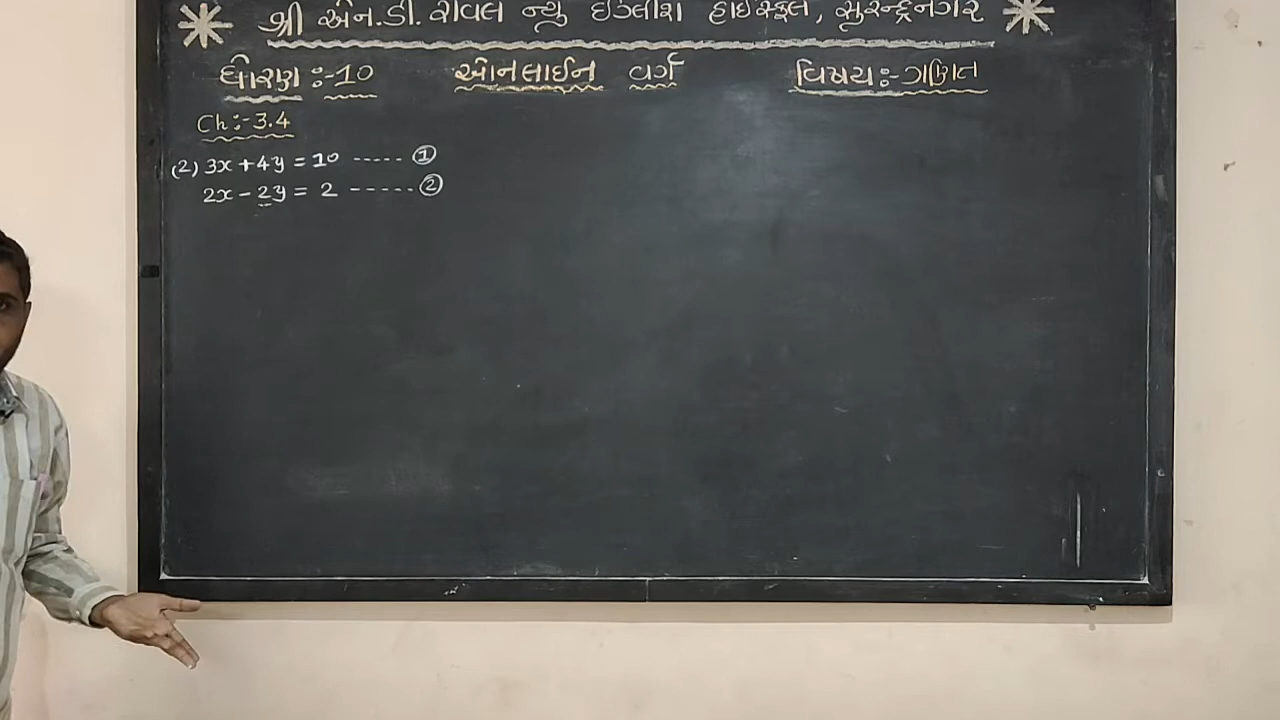 શ્રી એન.ડી. રાવલ ન્યુ ઇંગ્લીશ હાઇસ્કૂલ, સુરેન્દ્રનગર
ધોરણ :- 10 ઓનલાઈન વર્ગ વિષય :- ગણિત
Ch :- 3.4
(2) 3x + 4y = 10 ----- ①
2x - 2y = 2 ------ ②